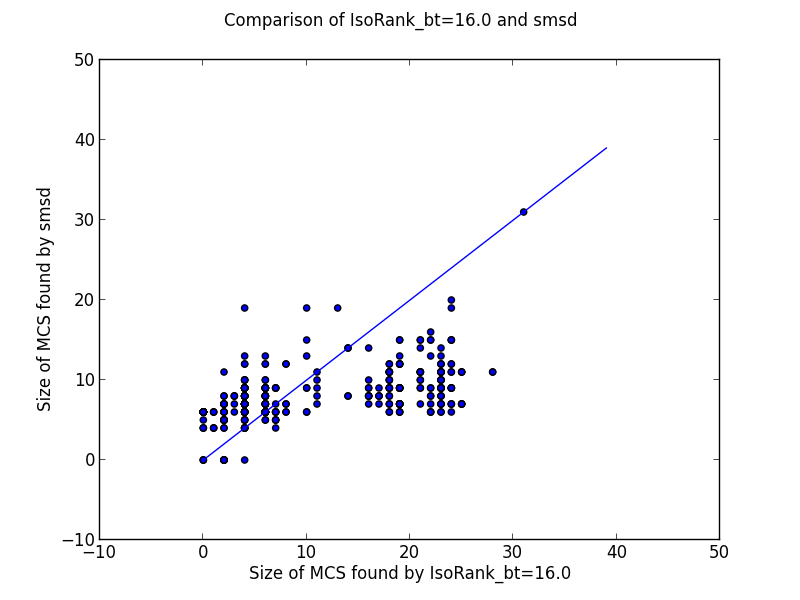 Comparison of IsoRank_bt=16.0 and smsd
50
40
30
20
10
0
−10
−10 0 10 20 30 40 50
Size of MCS found by smsd
Size of MCS found by IsoRank_bt=16.0